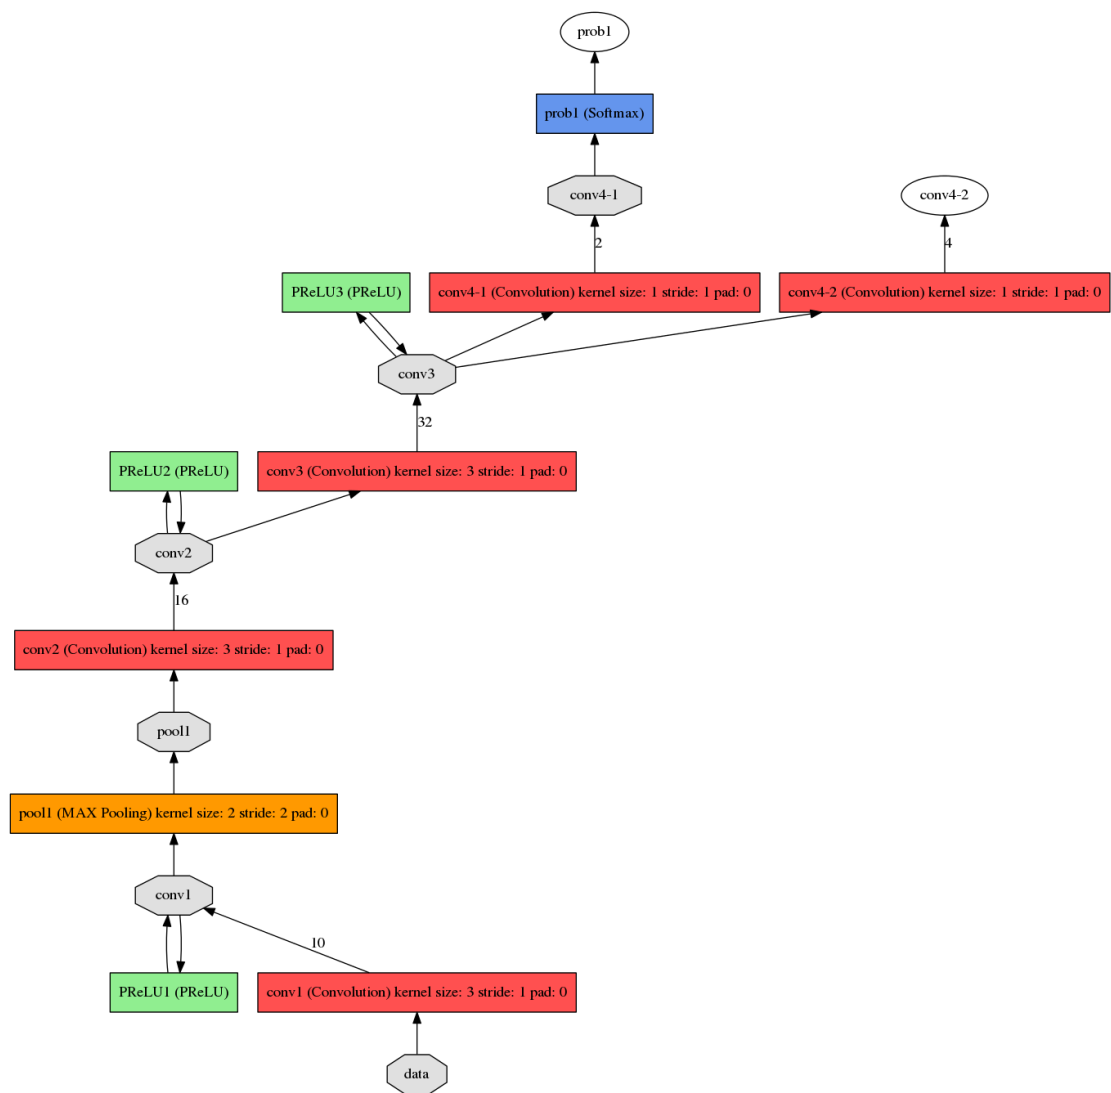 prob1
prob1 (Softmax)
conv4-1
conv4-2
2
4
PReLU3 (PReLU)
conv4-1 (Convolution) kernel size: 1 stride: 1 pad: 0
conv4-2 (Convolution) kernel size: 1 stride: 1 pad: 0
conv3
32
PReLU2 (PReLU)
conv3 (Convolution) kernel size: 3 stride: 1 pad: 0
conv2
16
conv2 (Convolution) kernel size: 3 stride: 1 pad: 0
pool1
pool1 (MAX Pooling) kernel size: 2 stride: 2 pad: 0
conv1
10
PReLU1 (PReLU)
conv1 (Convolution) kernel size: 3 stride: 1 pad: 0
data